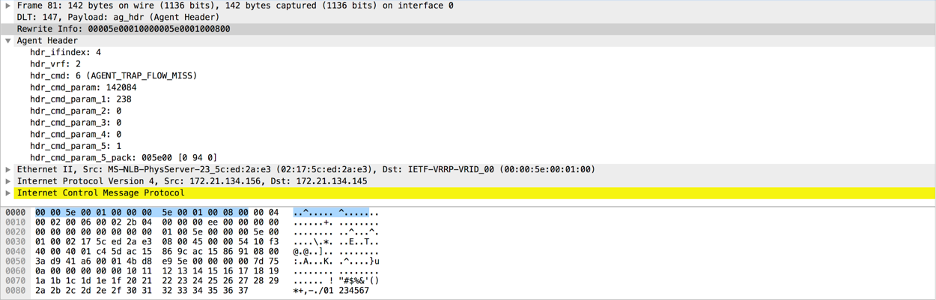 Frame 81: 142 bytes on wire (1136 bits), 142 bytes captured (1136 bits) on interface 0
DLT: 147, Payload: ag_hdr (Agent Header)
Rewrite Info: 00005e00010000005e0001000800
Agent Header
hdr_ifindex: 4
hdr_vrf: 2
hdr_cmd: 6 (AGENT_TRAP_FLOW_MISS)
hdr_cmd_param: 142084
hdr_cmd_param_1: 238
hdr_cmd_param_2: 0
hdr_cmd_param_3: 0
hdr_cmd_param_4: 0
hdr_cmd_param_5: 1
hdr_cmd_param_5_pack: 005e00 [0 94 0]
Ethernet II, Src: MS-NLB-PhysServer-23_5c:ed:2a:e3 (02:17:5c:ed:2a:e3), Dst: IETF-VRRP-VRID_00 (00:00:5e:00:01:00)
Internet Protocol Version 4, Src: 172.21.134.156, Dst: 172.21.134.145
Internet Control Message Protocol
0000 00 00 5e 00 01 00 00 00 5e 00 01 00 08 00 00 04 ..^..... ^.......
0010 00 02 00 06 00 02 2b 04 00 00 00 ee 00 00 00 00 ......+. ........
0020 00 00 00 00 00 00 00 00 01 00 5e 00 00 00 5e 00 ........ ..^...^.
0030 01 00 02 17 5c ed 2a e3 08 00 45 00 00 54 10 f3 ....\.*. ..E..T..
0040 40 00 40 01 c4 5d ac 15 86 9c ac 15 86 91 08 00 @.@..].. ........
0050 3a d9 41 a6 00 01 4b d8 e9 5e 00 00 00 00 7d 75 :.A...K. .^....}u
0060 0a 00 00 00 00 00 10 11 12 13 14 15 16 17 18 19 ........ ........
0070 1a 1b 1c 1d 1e 1f 20 21 22 23 24 25 26 27 28 29 ...... ! "#$%&'()
0080 2a 2b 2c 2d 2e 2f 30 31 32 33 34 35 36 37 *+,-./01 234567